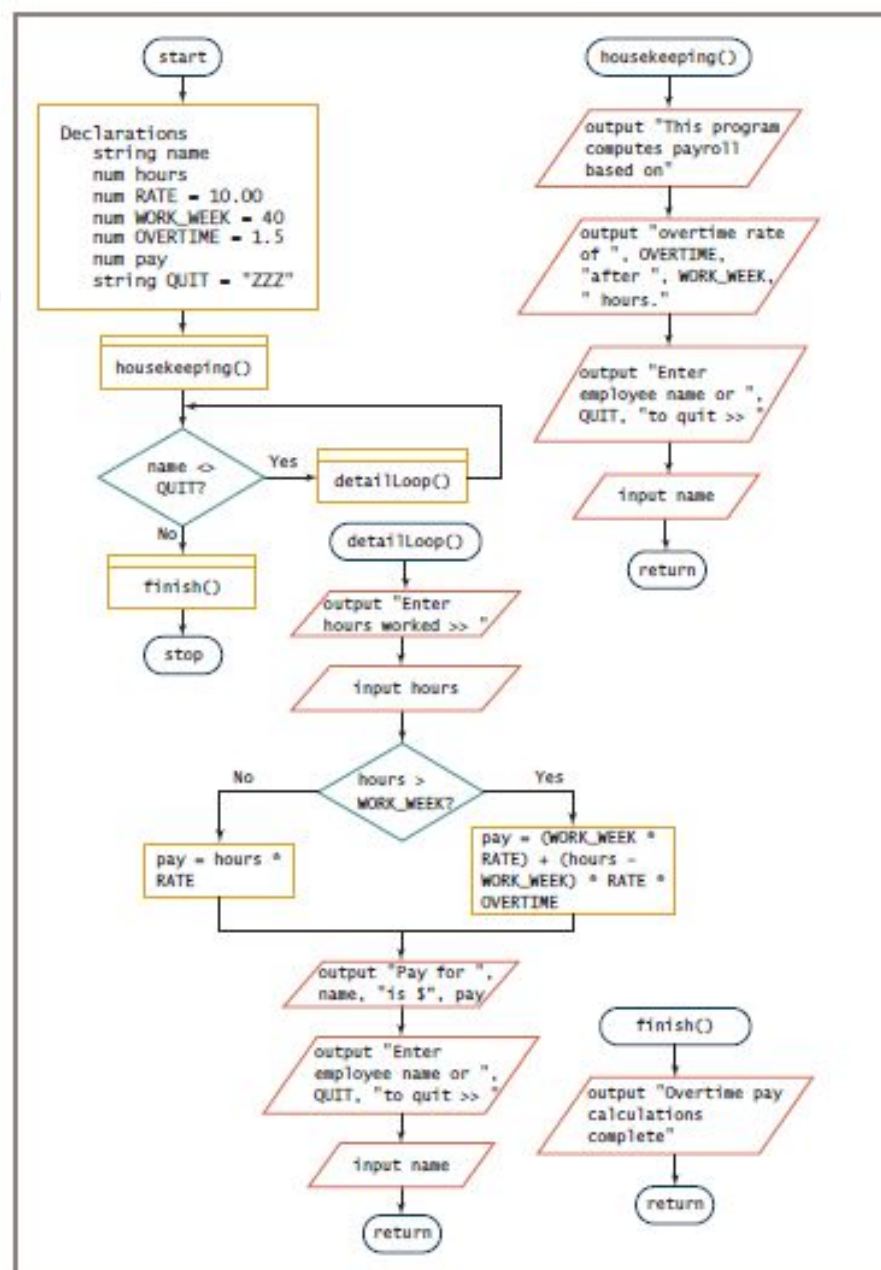 start
Declarations
string name
num hours
num RATE = 10.00
num WORK_WEEK = 40
num OVERTIME = 1.5
num pay
string QUIT = "ZZZ"
housekeeping()
name <>
QUIT?
Yes
detailLoop()
No
finish()
stop
housekeeping()
output "This program
computes payroll
based on"
output "overtime rate
of ", OVERTIME,
"after ", WORK_WEEK,
" hours."
output "Enter
employee name or ",
QUIT, "to quit >> "
input name
return
detailLoop()
output "Enter
hours worked >> "
input hours
hours >
WORK_WEEK?
No
Yes
pay = hours *
RATE
pay = (WORK_WEEK *
RATE) + (hours -
WORK_WEEK) * RATE *
OVERTIME
output "Pay for ",
name, "is $", pay
output "Enter
employee name or ",
QUIT, "to quit >> "
input name
return
finish()
output "Overtime pay
calculations
complete"
return